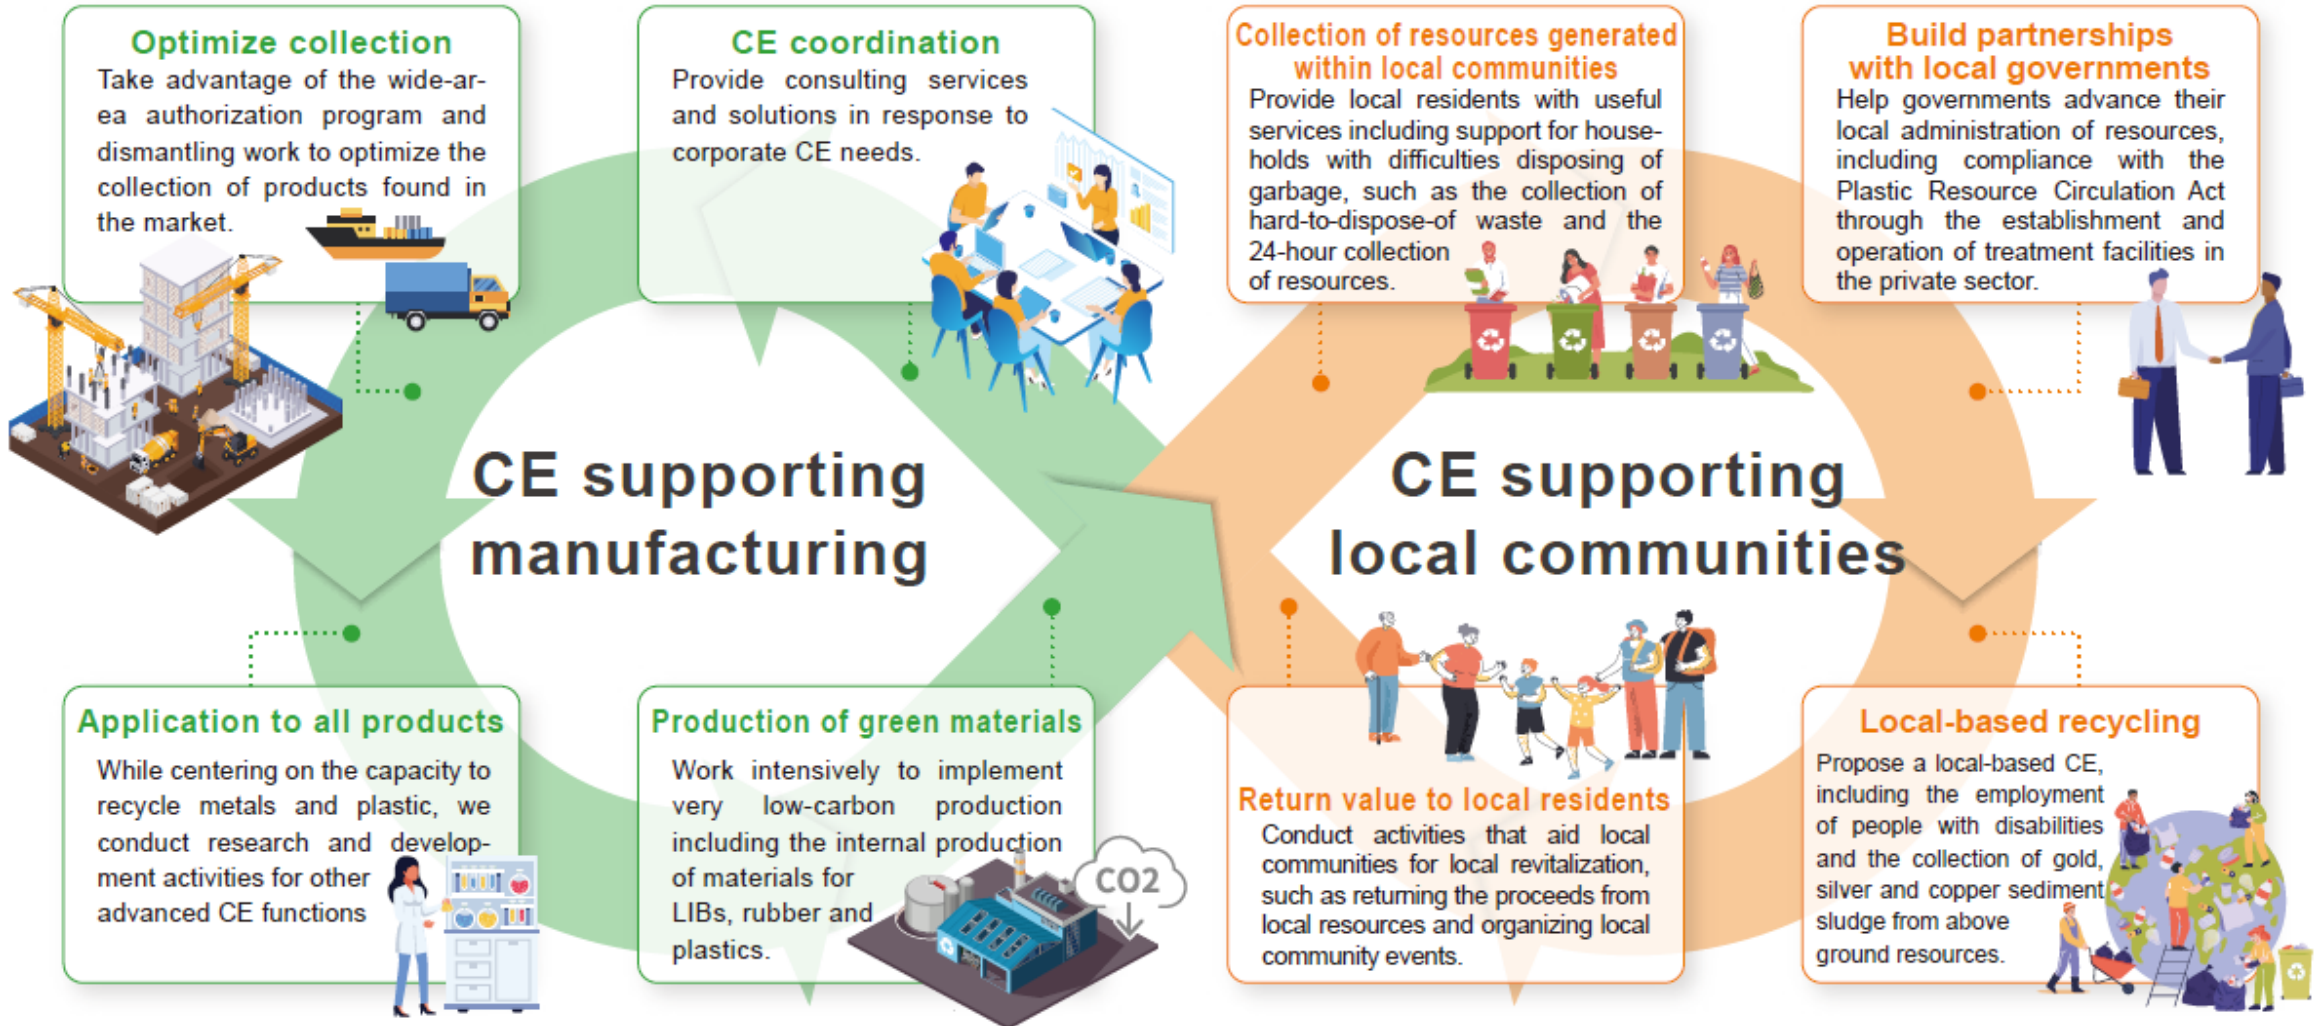 Optimize collection
Take advantage of the wide-ar-
ea authorization program and
dismantling work to optimize the
collection of products found in
the market.
CE coordination
Provide consulting services
and solutions in response to
corporate CE needs.
Collection of resources generated
within local communities
Provide local residents with useful
services including support for house-
holds with difficulties disposing of
garbage, such as the collection of
hard-to-dispose-of waste and the
24-hour collection
of resources.
Build partnerships
with local governments
Help governments advance their
local administration of resources,
including compliance with the
Plastic Resource Circulation Act
through the establishment and
operation of treatment facilities in
the private sector.
CE supporting
manufacturing
CE supporting
local communities
Application to all products
While centering on the capacity to
recycle metals and plastic, we
conduct research and develop-
ment activities for other
advanced CE functions
Production of green materials
Work intensively to implement
very low-carbon production
including the internal production
of materials for
LIBs, rubber and
plastics.
CO2
Return value to local residents
Conduct activities that aid local
communities for local revitalization,
such as returning the proceeds from
local resources and organizing local
community events.
Local-based recycling
Propose a local-based CE,
including the employment
of people with disabilities
and the collection of gold,
silver and copper sediment
sludge from above
ground resources.